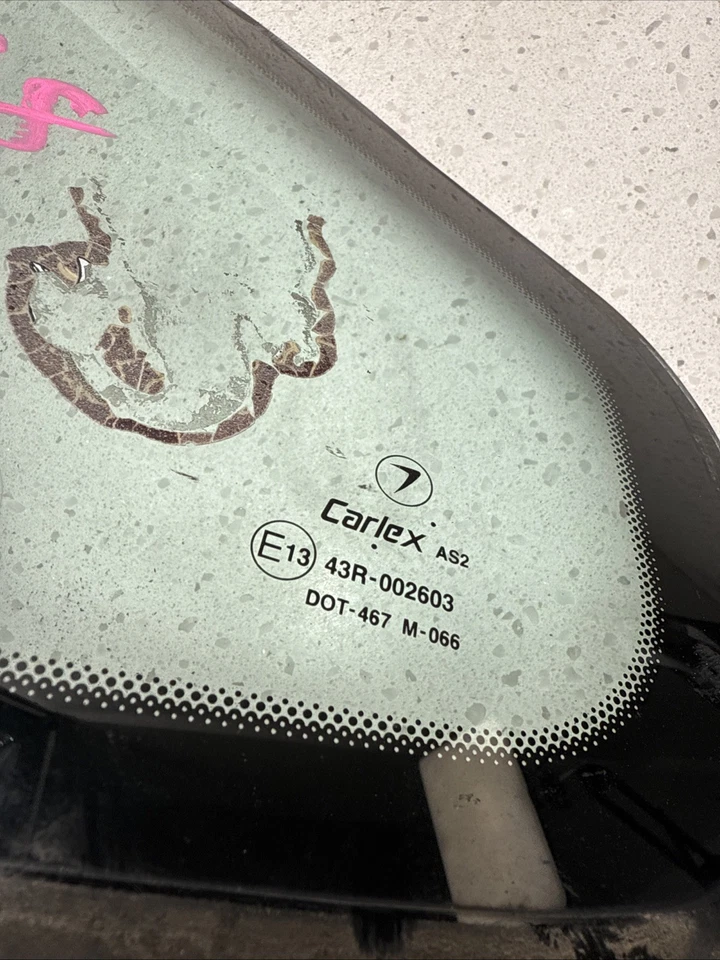 Carlex AS2
E13 43R-002603
DOT-467 M-066